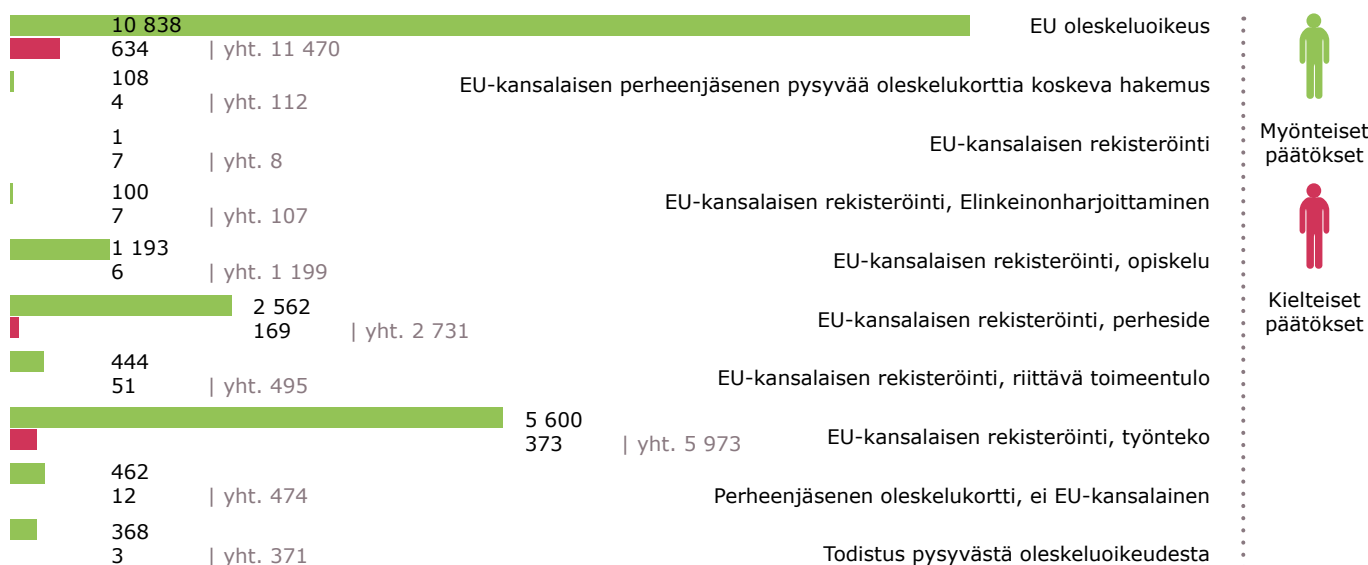 10 838 EU oleskeluoikeus
634 | yht. 11 470
108 EU-kansalaisen perheenjäsenen pysyvää oleskelukorttia koskeva hakemus
4 | yht. 112
1 EU-kansalaisen rekisteröinti
7 | yht. 8
100 EU-kansalaisen rekisteröinti, Elinkeinonharjoittaminen
7 | yht. 107
1 193 EU-kansalaisen rekisteröinti, opiskelu
6 | yht. 1 199
2 562 EU-kansalaisen rekisteröinti, perheside
169 | yht. 2 731
444 EU-kansalaisen rekisteröinti, riittävä toimeentulo
51 | yht. 495
5 600 EU-kansalaisen rekisteröinti, työnteko
373 | yht. 5 973
462 Perheenjäsenen oleskelukortti, ei EU-kansalainen
12 | yht. 474
368 Todistus pysyvästä oleskeluoikeudesta
3 | yht. 371
Myönteiset
päätökset
Kielteiset
päätökset